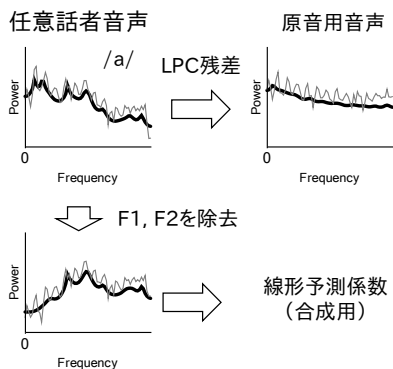 任意話者音声
原音用音声
/a/
LPC残差
Power
0
Frequency
Power
0
Frequency
F1, F2を除去
Power
0
Frequency
線形予測係数
（合成用）